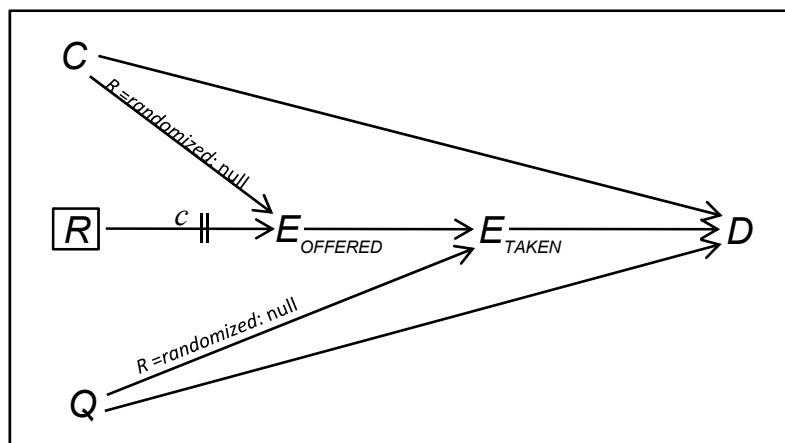 C
R =randomized: null
R
c
E OFFERED
E TAKEN
D
R =randomized: null
Q